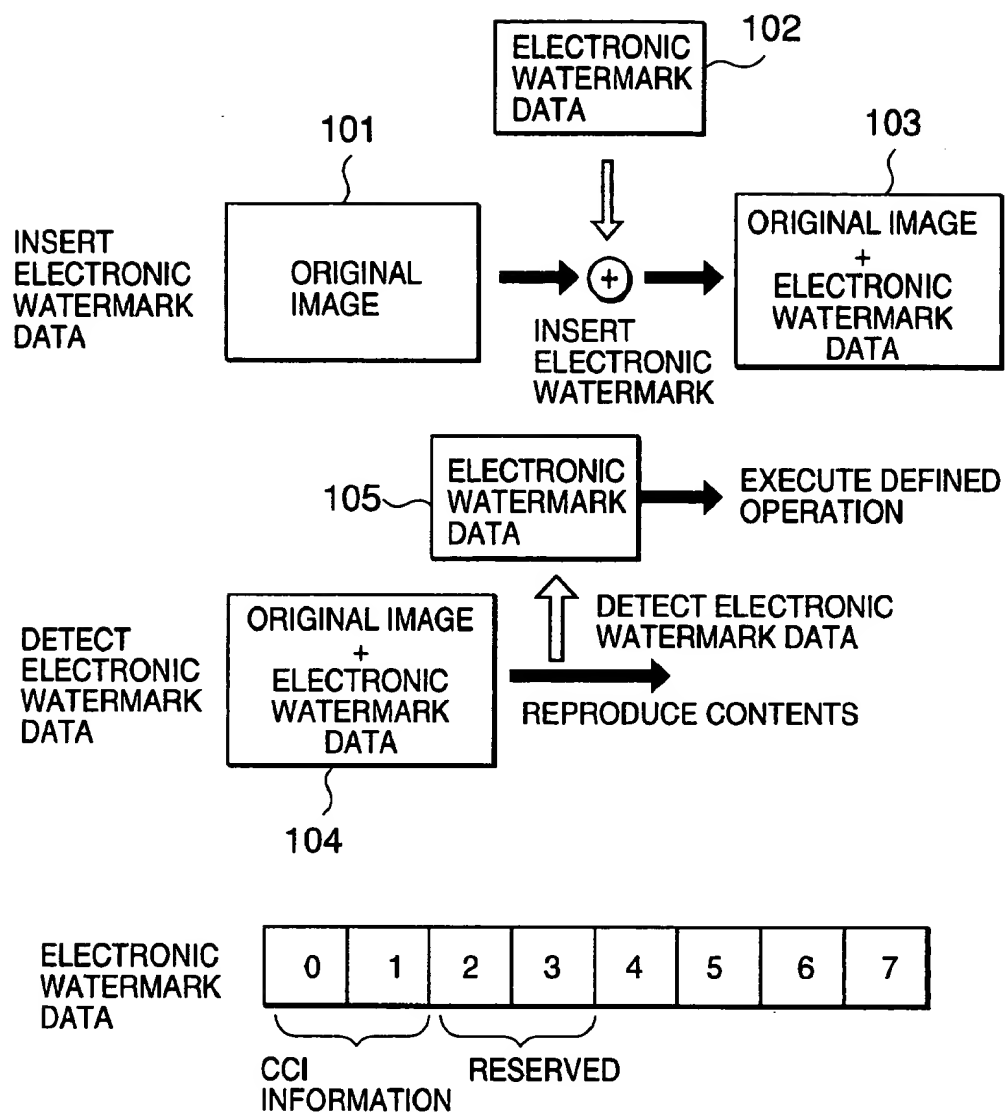 102
ELECTRONIC
WATERMARK
DATA
101
103
INSERT
ELECTRONIC
WATERMARK
DATA
ORIGINAL
IMAGE
+
INSERT
ELECTRONIC
WATERMARK
ORIGINAL IMAGE
+
ELECTRONIC
WATERMARK
DATA
105
ELECTRONIC
WATERMARK
DATA
EXECUTE DEFINED
OPERATION
DETECT
ELECTRONIC
WATERMARK
DATA
ORIGINAL IMAGE
+
ELECTRONIC
WATERMARK
DATA
DETECT ELECTRONIC
WATERMARK DATA
REPRODUCE CONTENTS
104
ELECTRONIC
WATERMARK
DATA
0 1 2 3 4 5 6 7
CCI
INFORMATION
RESERVED